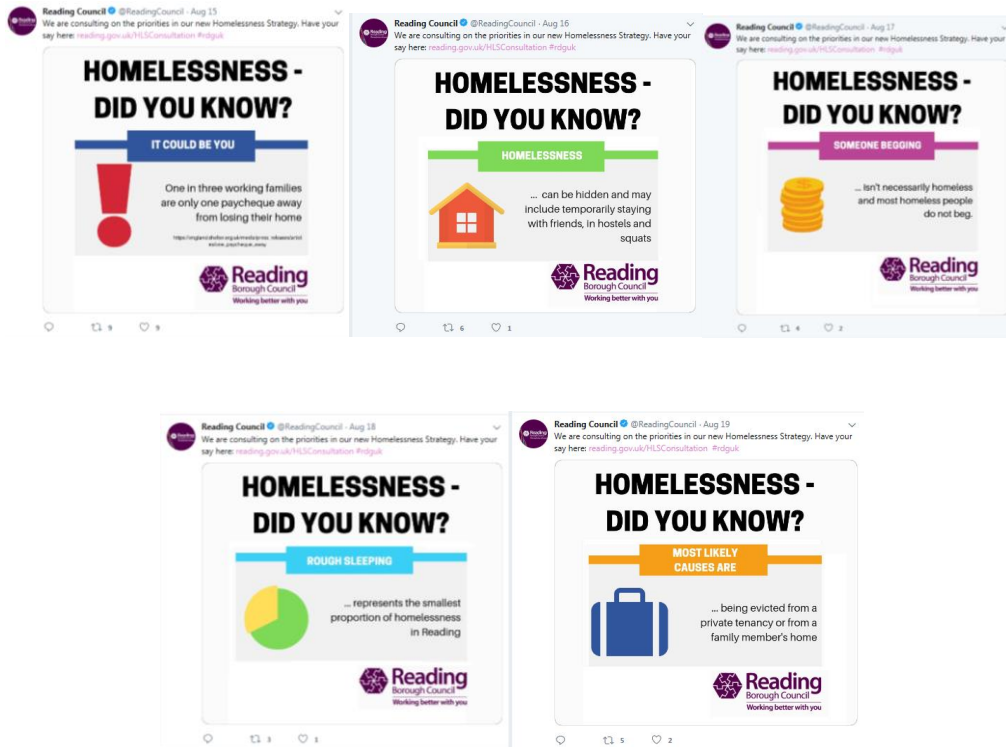 Reading Council @ReadingCouncil · Aug 15
We are consulting on the priorities in our new Homelessness Strategy. Have your
say here: reading.gov.uk/HLSConsultation #rdguk
HOMELESSNESS -
DID YOU KNOW?
IT COULD BE YOU
One in three working families
are only one paycheque away
from losing their home
Reading
Borough Council
Working better with you
9 9
Reading Council @ReadingCouncil · Aug 16
We are consulting on the priorities in our new Homelessness Strategy. Have your
say here: reading.gov.uk/HLSConsultation #rdguk
HOMELESSNESS -
DID YOU KNOW?
HOMELESSNESS
... can be hidden and may
include temporarily staying
with friends, in hostels and
squats
Reading
Borough Council
Working better with you
6 1
Reading Council @ReadingCouncil · Aug 17
We are consulting on the priorities in our new Homelessness Strategy. Have your
say here: reading.gov.uk/HLSConsultation #rdguk
HOMELESSNESS -
DID YOU KNOW?
SOMEONE BEGGING
... isn't necessarily homeless
and most homeless people
do not beg.
Reading
Borough Council
Working better with you
4 2
Reading Council @ReadingCouncil · Aug 18
We are consulting on the priorities in our new Homelessness Strategy. Have your
say here: reading.gov.uk/HLSConsultation #rdguk
HOMELESSNESS -
DID YOU KNOW?
ROUGH SLEEPING
... represents the smallest
proportion of homelessness
in Reading
Reading
Borough Council
Working better with you
3 1
Reading Council @ReadingCouncil · Aug 19
We are consulting on the priorities in our new Homelessness Strategy. Have your
say here: reading.gov.uk/HLSConsultation #rdguk
HOMELESSNESS -
DID YOU KNOW?
MOST LIKELY
CAUSES ARE
... being evicted from a
private tenancy or from a
family member's home
Reading
Borough Council
Working better with you
5 2